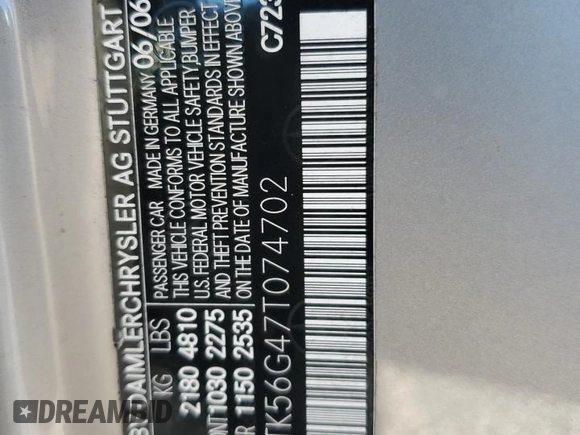 BY DAIMLERCHRYSLER AG STUTTGART 06/06
PASSENGER CAR MADE IN GERMANY
KG LBS
THIS VEHICLE CONFORMS TO ALL APPLICABLE
U.S. FEDERAL MOTOR VEHICLE SAFETY, BUMPER
2180 4810
AND THEFT PREVENTION STANDARDS IN EFFECT
1030 2275
ON THE DATE OF MANUFACTURE SHOWN ABOVE
1150 2535
C723
TK56G47T074702
DREAMBID